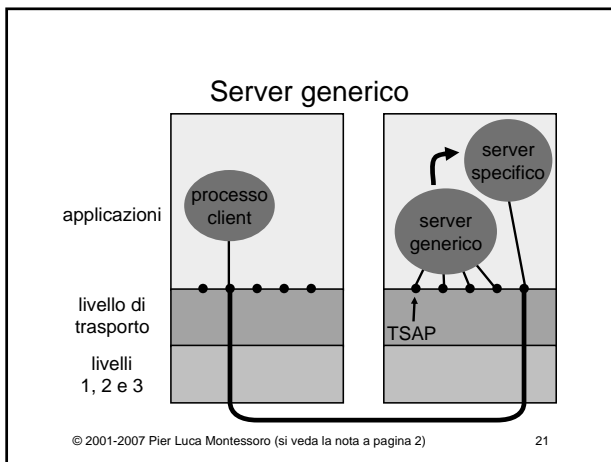 Server generico
server
specifico
processo
client
server
generico
applicazioni
livello di
trasporto
TSAP
livelli
1, 2 e 3
© 2001-2007 Pier Luca Montessoro (si veda la nota a pagina 2)
21